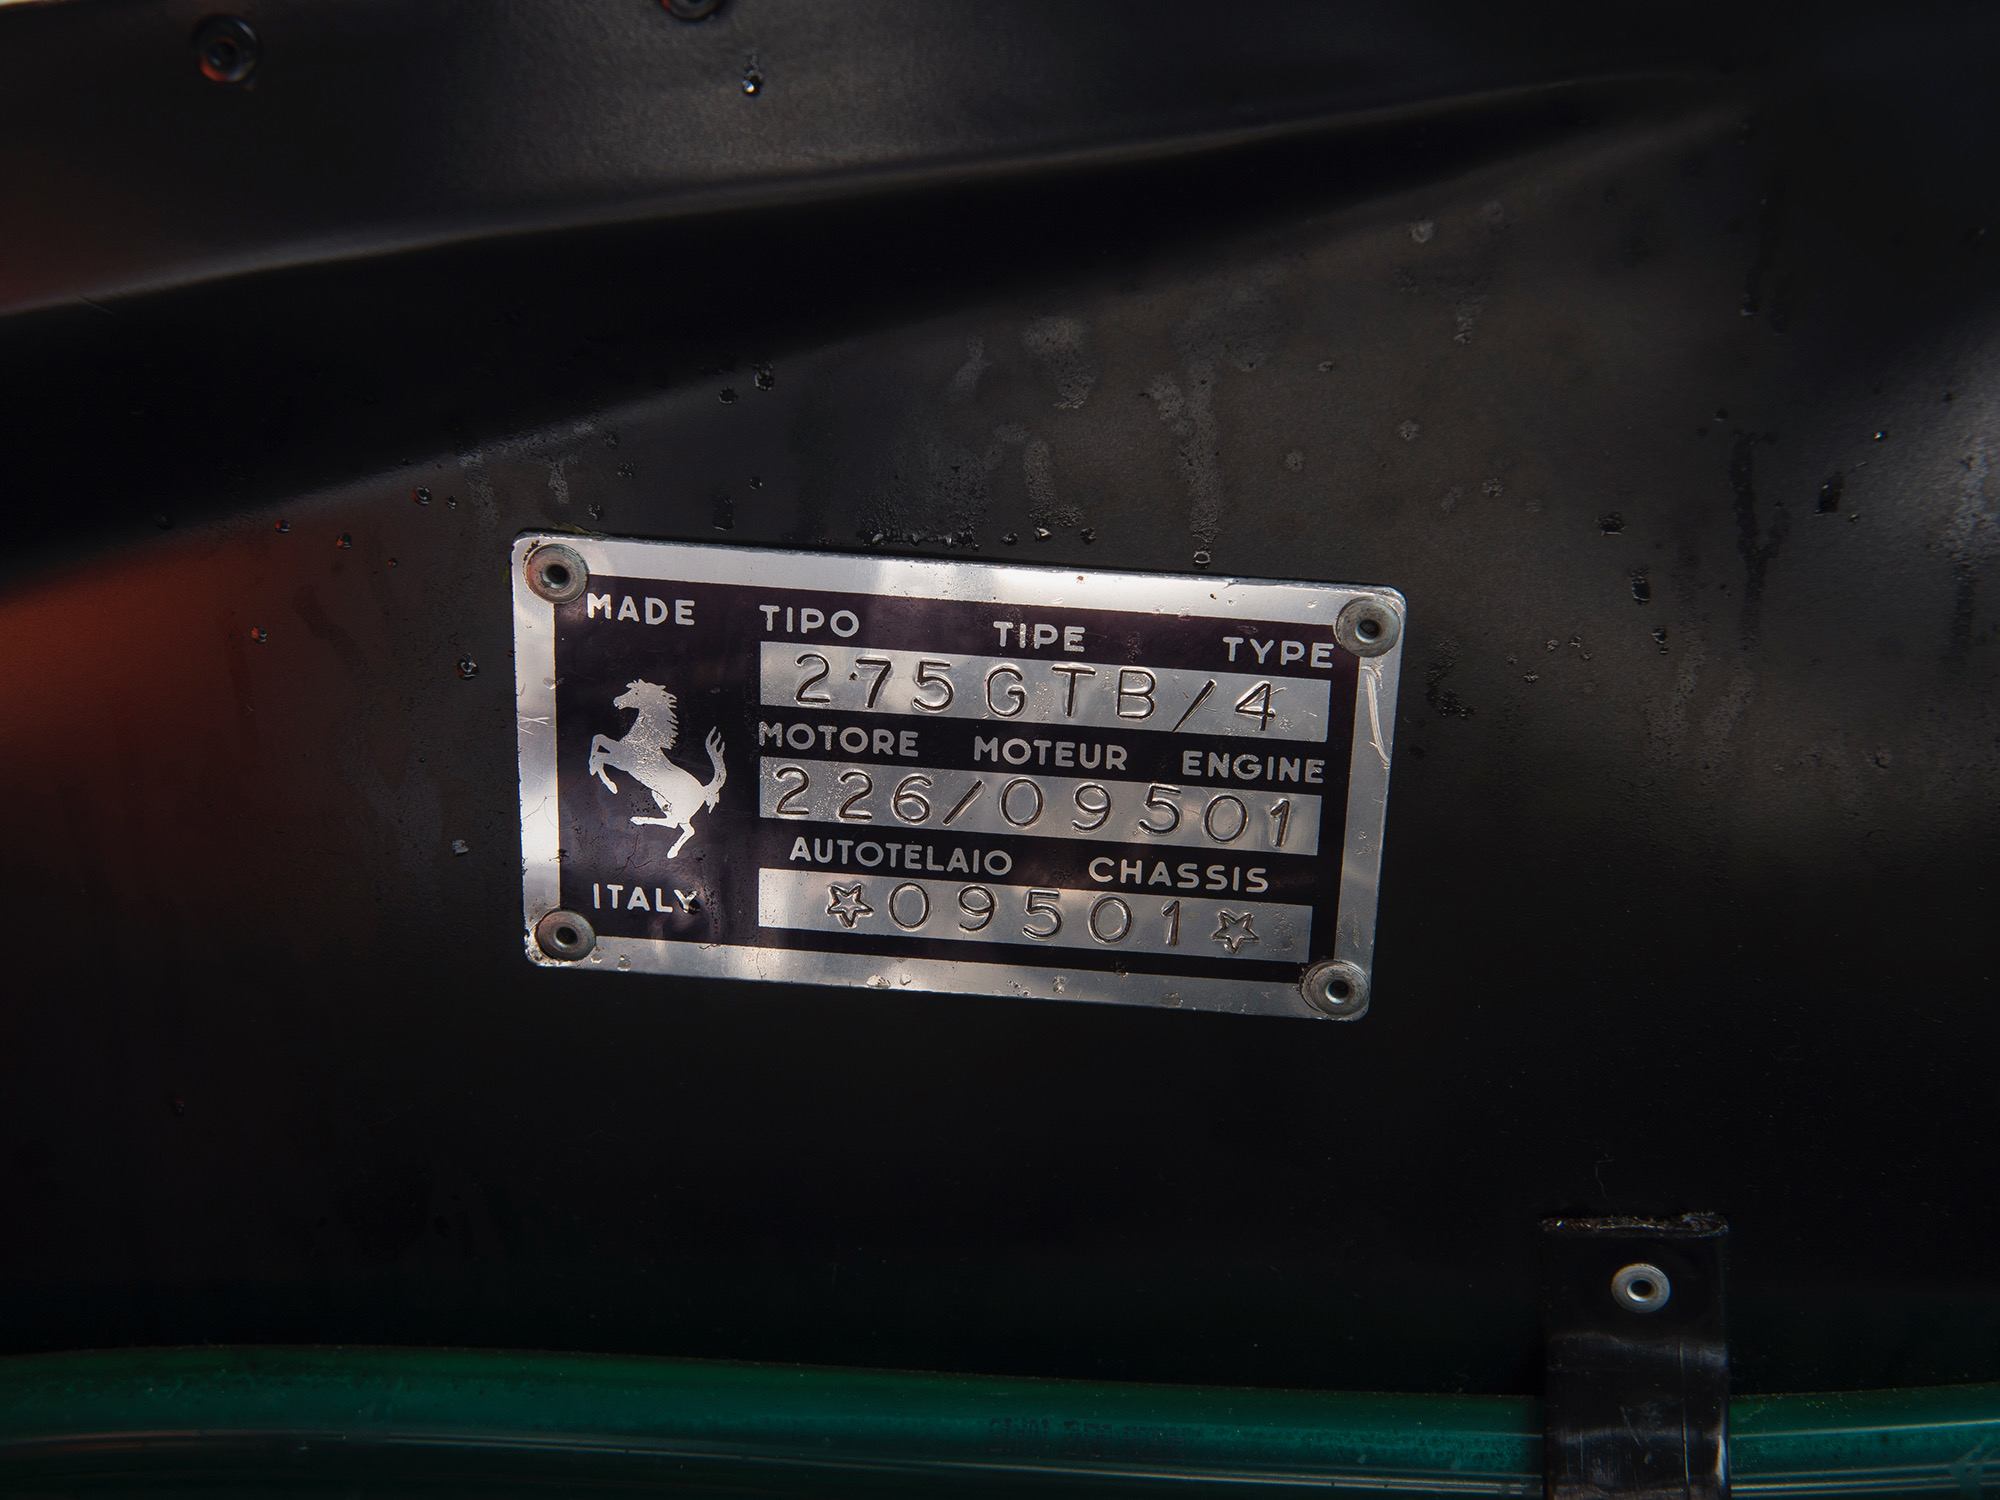 MADE
TIPO TIPE TYPE
275GTB/4
MOTORE MOTEUR ENGINE
226/09501
AUTOTELAIO CHASSIS
☆09501☆
ITALY